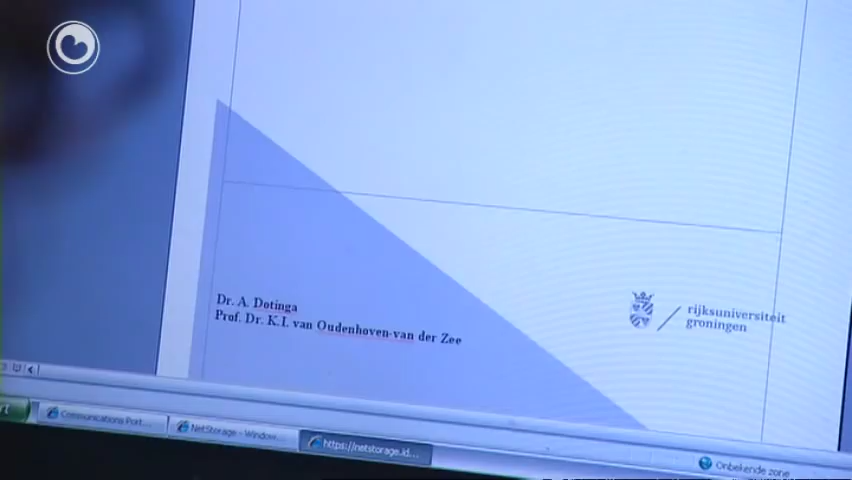 Dr. A. Dotinga
Prof. Dr. K.I. van Oudenhoven-van der Zee
rijksuniversiteit
groningen
Communications Port...
NetStorage - Window...
https://netstorage.id...
Onbekende zone